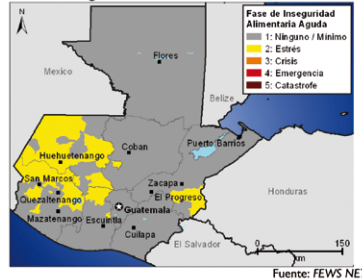 N
Fase de Inseguridad
Alimentaria Aguda
1: Ninguno / Mínimo
2: Estrés
3: Crisis
4: Emergencia
5: Catastrofe
Flores
Mexico
Belize
Huehuetenango
Coban
Puerto Barrios
San Marcos
Zacapa
Quezaltenango
El Progreso
Honduras
Guatemala
Mazatenango
Escuintla
Cuilapa
El Salvador
0
150
km
Fuente: FEWS NE